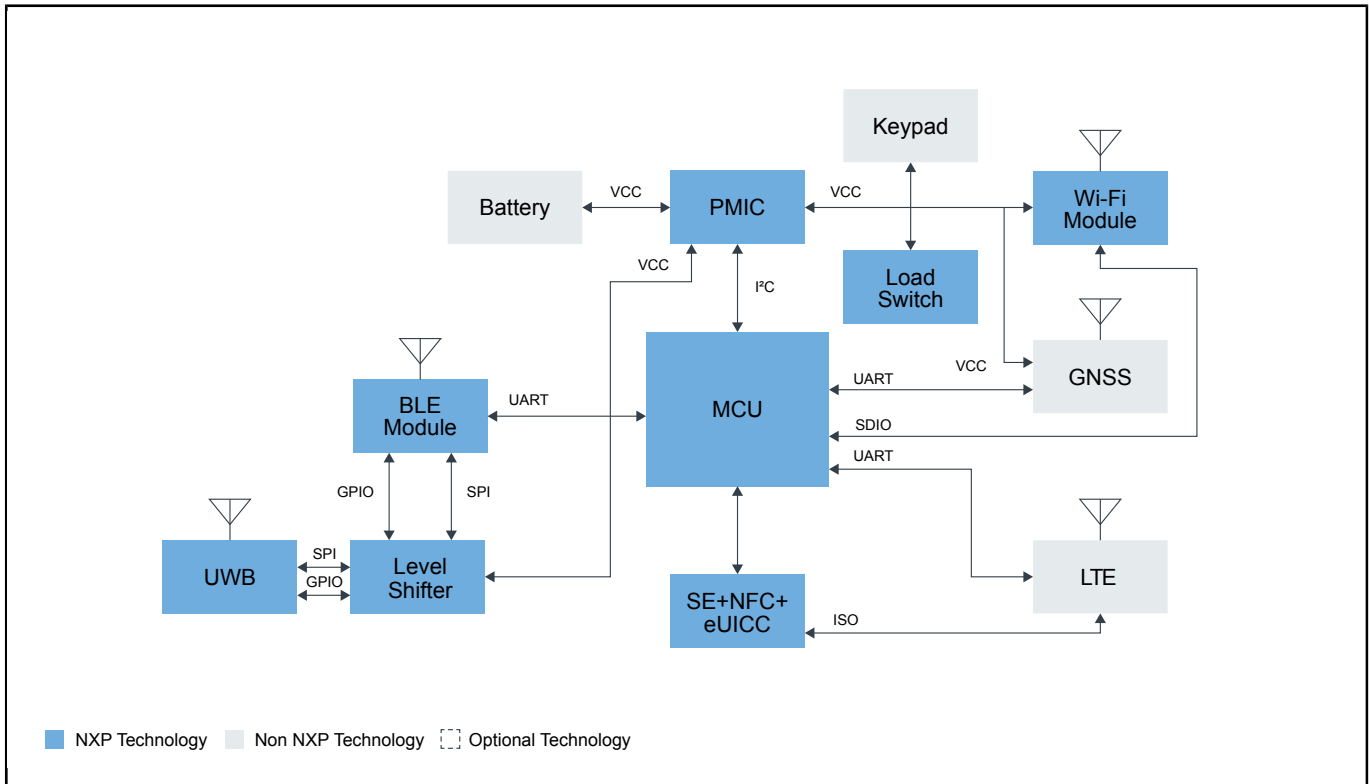 Keypad
Battery
VCC
PMIC
VCC
Wi-Fi
Module
VCC
I²C
Load
Switch
BLE
Module
UART
MCU
UART
VCC
GNSS
SDIO
UART
GPIO
SPI
UWB
SPI
GPIO
Level
Shifter
SE+NFC+
eUICC
ISO
LTE
NXP Technology
Non NXP Technology
Optional Technology